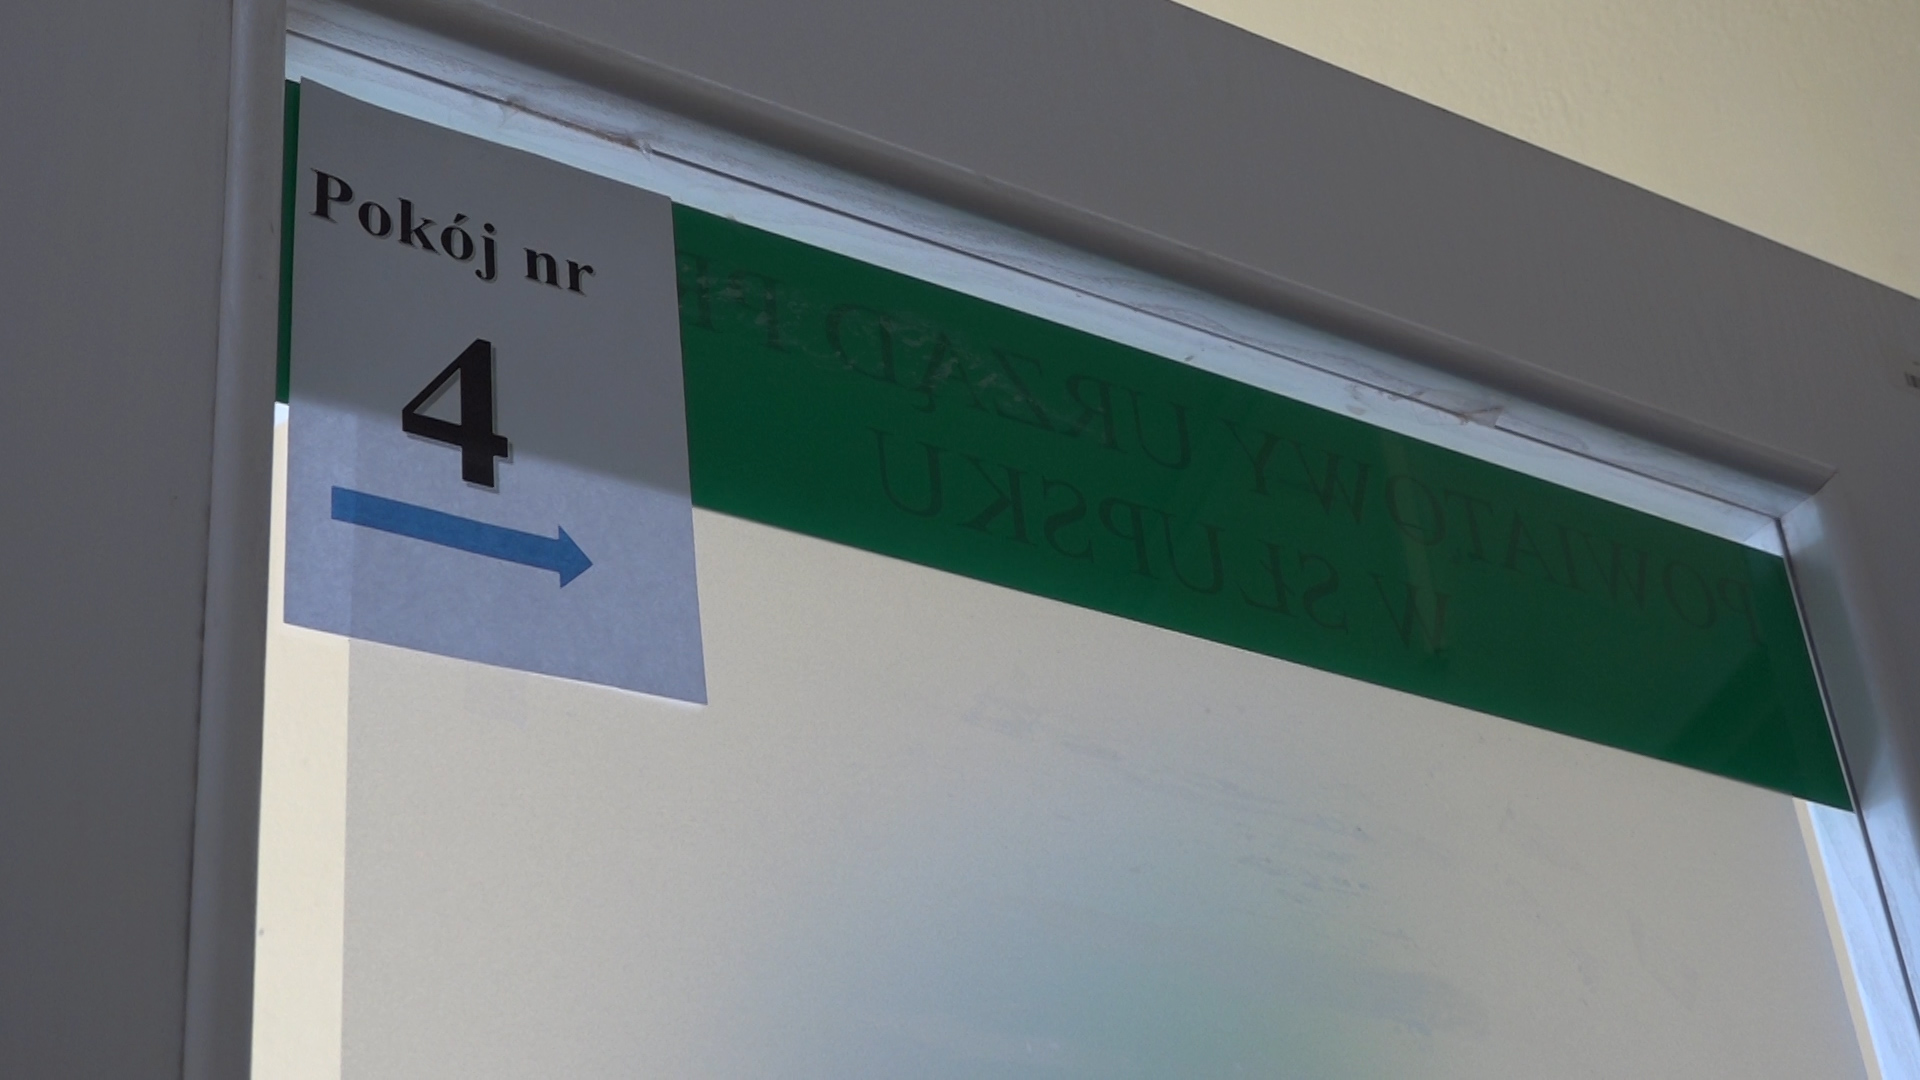 Pokój nr
4
POWIATOWY URZĄD
W SŁUPSKU